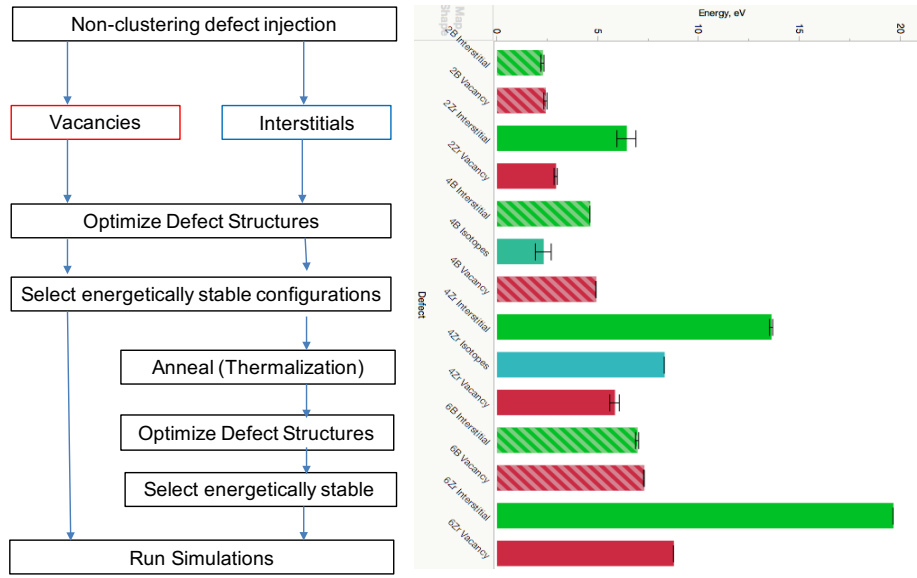 Non-clustering defect injection
Vacancies
Interstitials
Optimize Defect Structures
Select energetically stable configurations
Anneal (Thermalization)
Optimize Defect Structures
Select energetically stable
Run Simulations
Map
Shape
Energy, eV
0
5
10
15
20
2B Interstitial
2B Vacancy
2Zr Interstitial
2Zr Vacancy
4B Interstitial
4B Isotopes
4B Vacancy
4Zr Interstitial
4Zr Isotopes
4Zr Vacancy
6B Interstitial
6B Vacancy
6Zr Interstitial
6Zr Vacancy
Defect